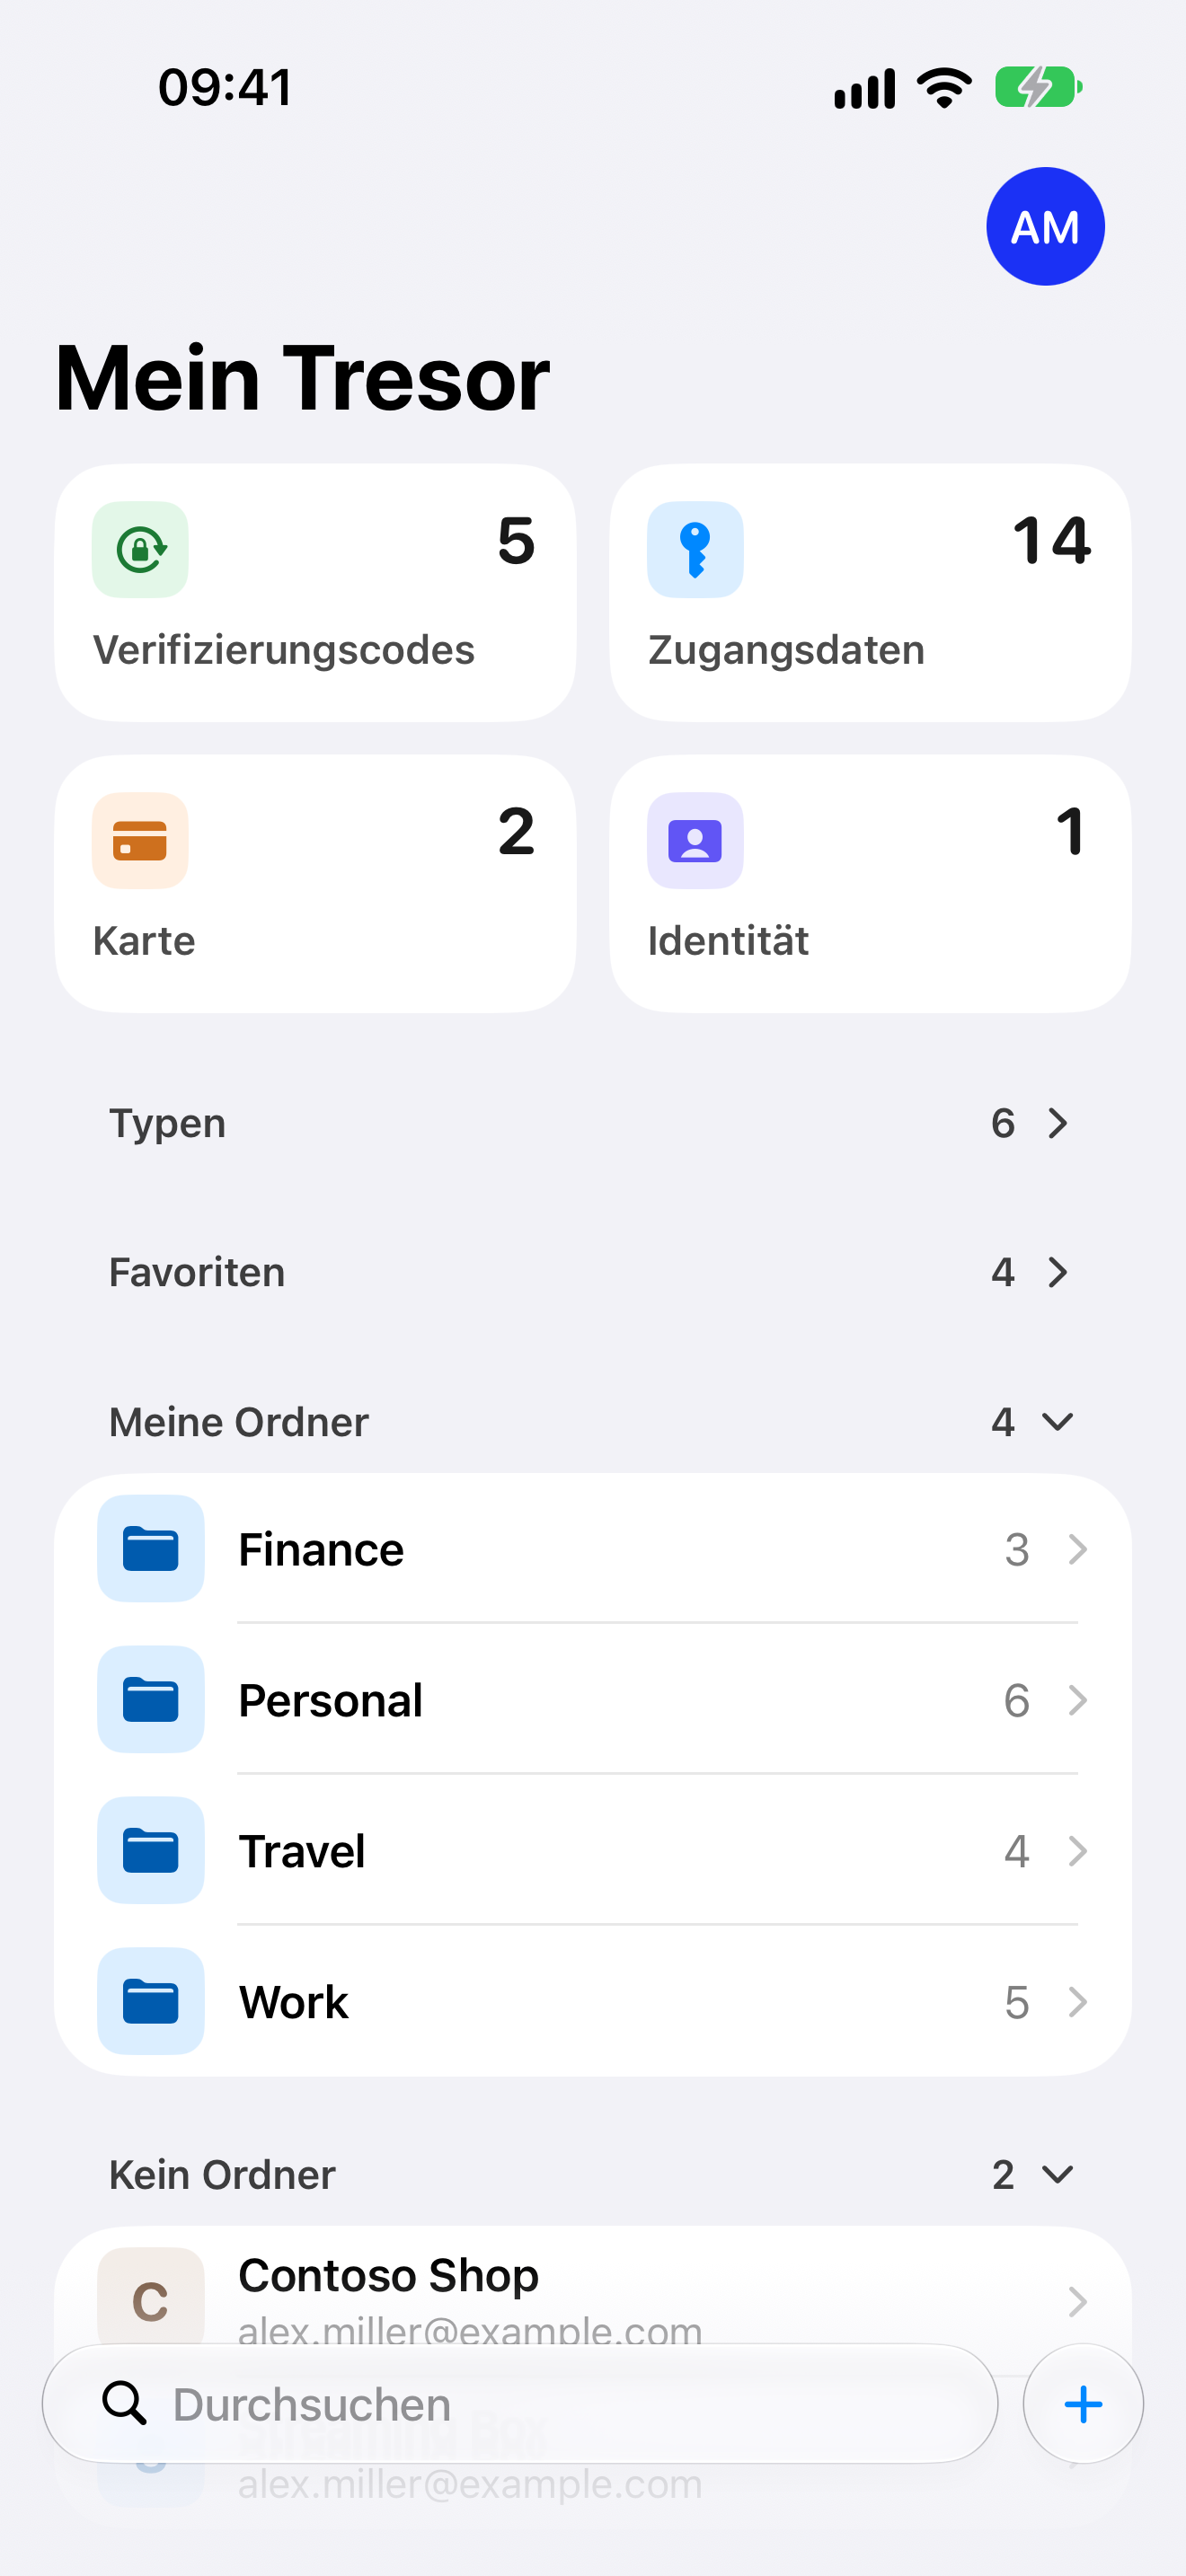 09:41
AM
Mein Tresor
5
Verifizierungscodes
14
Zugangsdaten
2
Karte
1
Identität
Typen 6
Favoriten 4
Meine Ordner 4
Finance 3
Personal 6
Travel 4
Work 5
Kein Ordner 2
C
Contoso Shop
alex.miller@example.com
Durchsuchen
alex.miller@example.com